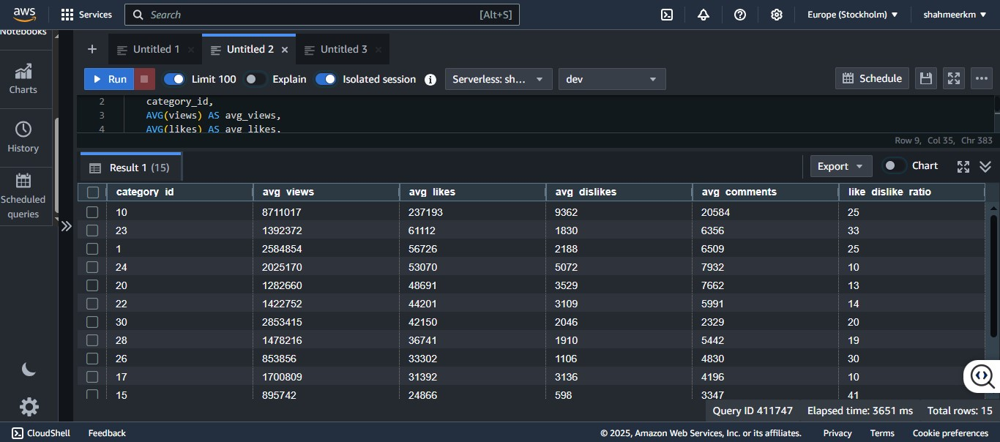 aws Services Search [Alt+S] Europe (Stockholm) shahmeerkm
Notebooks
Charts
History
Scheduled
queries
+ Untitled 1 × Untitled 2 × Untitled 3 ×
Run Limit 100 Explain Isolated session Serverless: sh... dev Schedule
2 category_id,
3 AVG(views) AS avg_views,
4 AVG(likes) AS avg_likes,
Row 9, Col 35, Chr 383
Result 1 (15) Export Chart
category_id avg_views avg_likes avg_dislikes avg_comments like_dislike_ratio
10 8711017 237193 9362 20584 25
23 1392372 61112 1830 6356 33
1 2584854 56726 2188 6509 25
24 2025170 53070 5072 7932 10
20 1282660 48691 3529 7662 13
22 1422752 44201 3109 5991 14
30 2853415 42150 2046 2329 20
28 1478216 36741 1910 5442 19
26 853856 33302 1106 4830 30
17 1700809 31392 3136 4196 10
15 895742 24866 598 3347 41
Query ID 411747 Elapsed time: 3651 ms Total rows: 15
CloudShell Feedback © 2025, Amazon Web Services, Inc. or its affiliates. Privacy Terms Cookie preferences